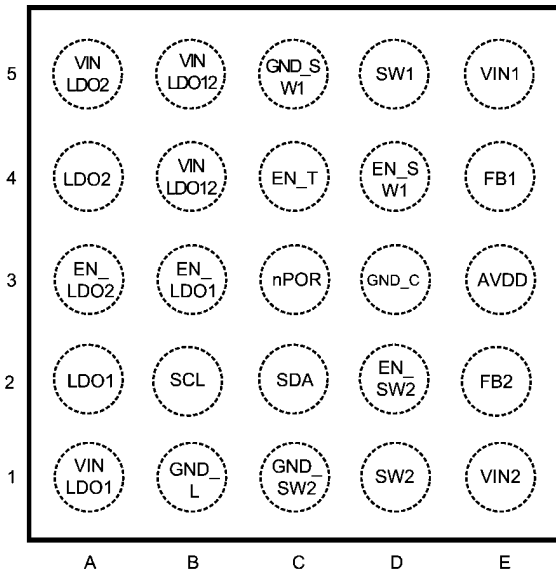 5
VIN
LDO2
VIN
LDO12
GND_S
W1
SW1
VIN1
4
LDO2
VIN
LDO12
EN_T
EN_S
W1
FB1
3
EN_
LDO2
EN_
LDO1
nPOR
GND_C
AVDD
2
LDO1
SCL
SDA
EN_
SW2
FB2
1
VIN
LDO1
GND_
L
GND_
SW2
SW2
VIN2
A B C D E